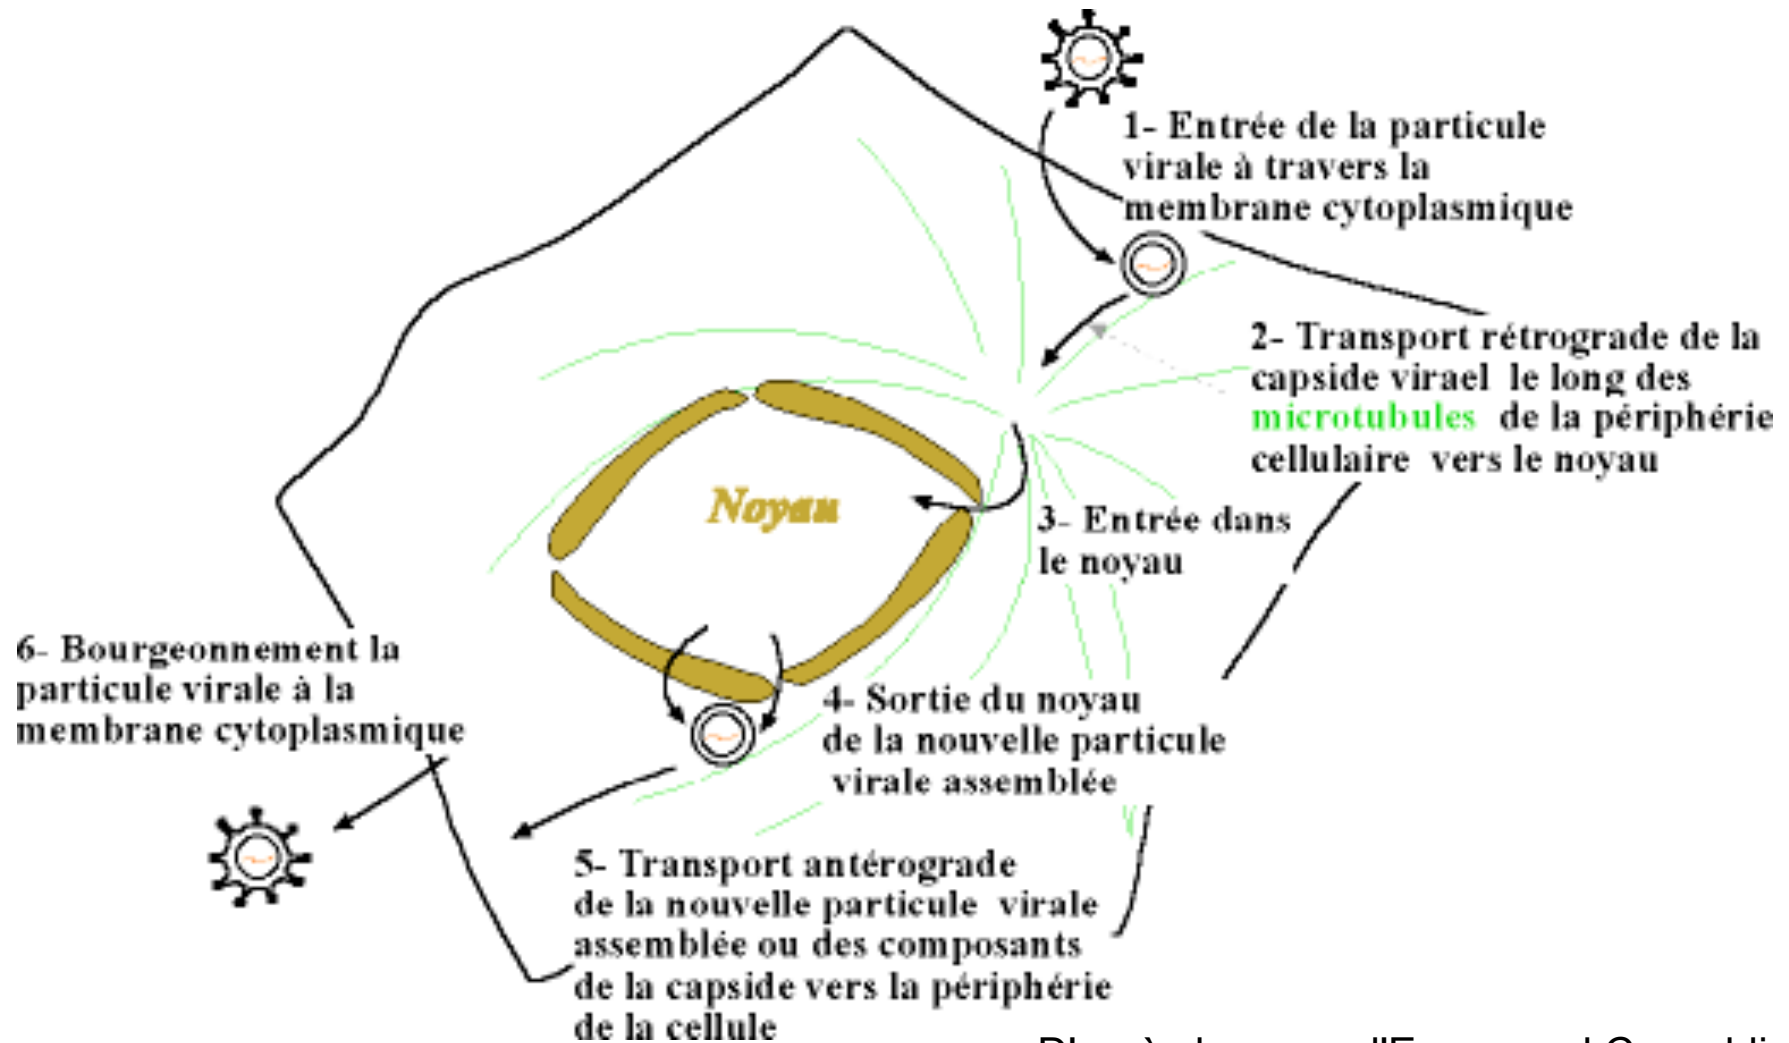 1- Entrée de la particule
virale à travers la
membrane cytoplasmique
2- Transport rétrograde de la
capside virael le long des
microtubules de la périphérie
cellulaire vers le noyau
Noyau
3- Entrée dans
le noyau
6- Bourgeonnement la
particule virale à la
membrane cytoplasmique
4- Sortie du noyau
de la nouvelle particule
virale assemblée
5- Transport antérograde
de la nouvelle particule virale
assemblée ou des composants
de la capside vers la périphérie
de la cellule